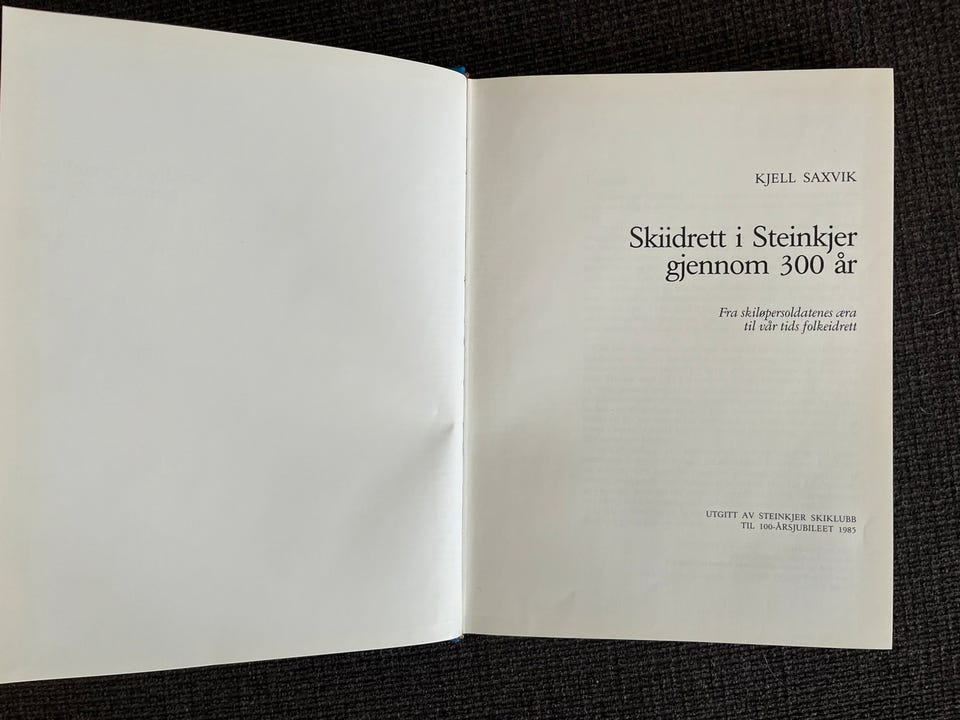 KJELL SAXVIK
Skiidrett i Steinkjer
gjennom 300 år
Fra skiløpersoldatenes æra
til vår tids folkeidrett
UTGITT AV STEINKJER SKIKLUBB
TIL 100-ÅRSJUBILEET 1985